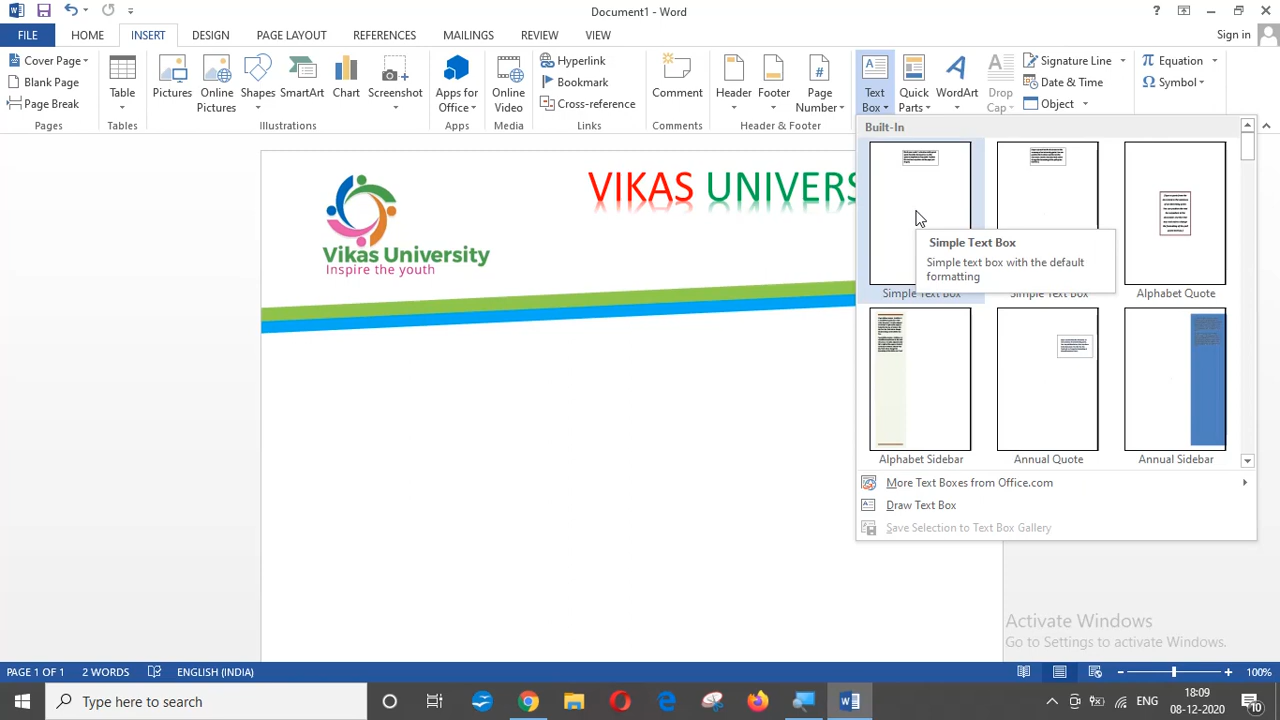 Document1 - Word
?
FILE HOME INSERT DESIGN PAGE LAYOUT REFERENCES MAILINGS REVIEW VIEW Sign in
Cover Page
Blank Page
Page Break
Pages
Table
Tables
Pictures
Online Pictures
Shapes
SmartArt
Chart
Screenshot
Illustrations
Apps for Office
Apps
Online Video
Media
Hyperlink
Bookmark
Cross-reference
Links
Comment
Comments
Header
Footer
Page Number
Header & Footer
Text Box
Quick Parts
WordArt
Drop Cap
Signature Line
Date & Time
Object
Equation
Symbol
Built-In
Simple Text Box
Simple text box with the default
formatting
Simple Text Box Simple Text Box Alphabet Quote
Alphabet Sidebar Annual Quote Annual Sidebar
More Text Boxes from Office.com
Draw Text Box
Save Selection to Text Box Gallery
VIKAS UNIVERS
Vikas University
Inspire the youth
Activate Windows
Go to Settings to activate Windows.
PAGE 1 OF 1 2 WORDS ENGLISH (INDIA) 100%
Type here to search
ENG
18:09
08-12-2020
10